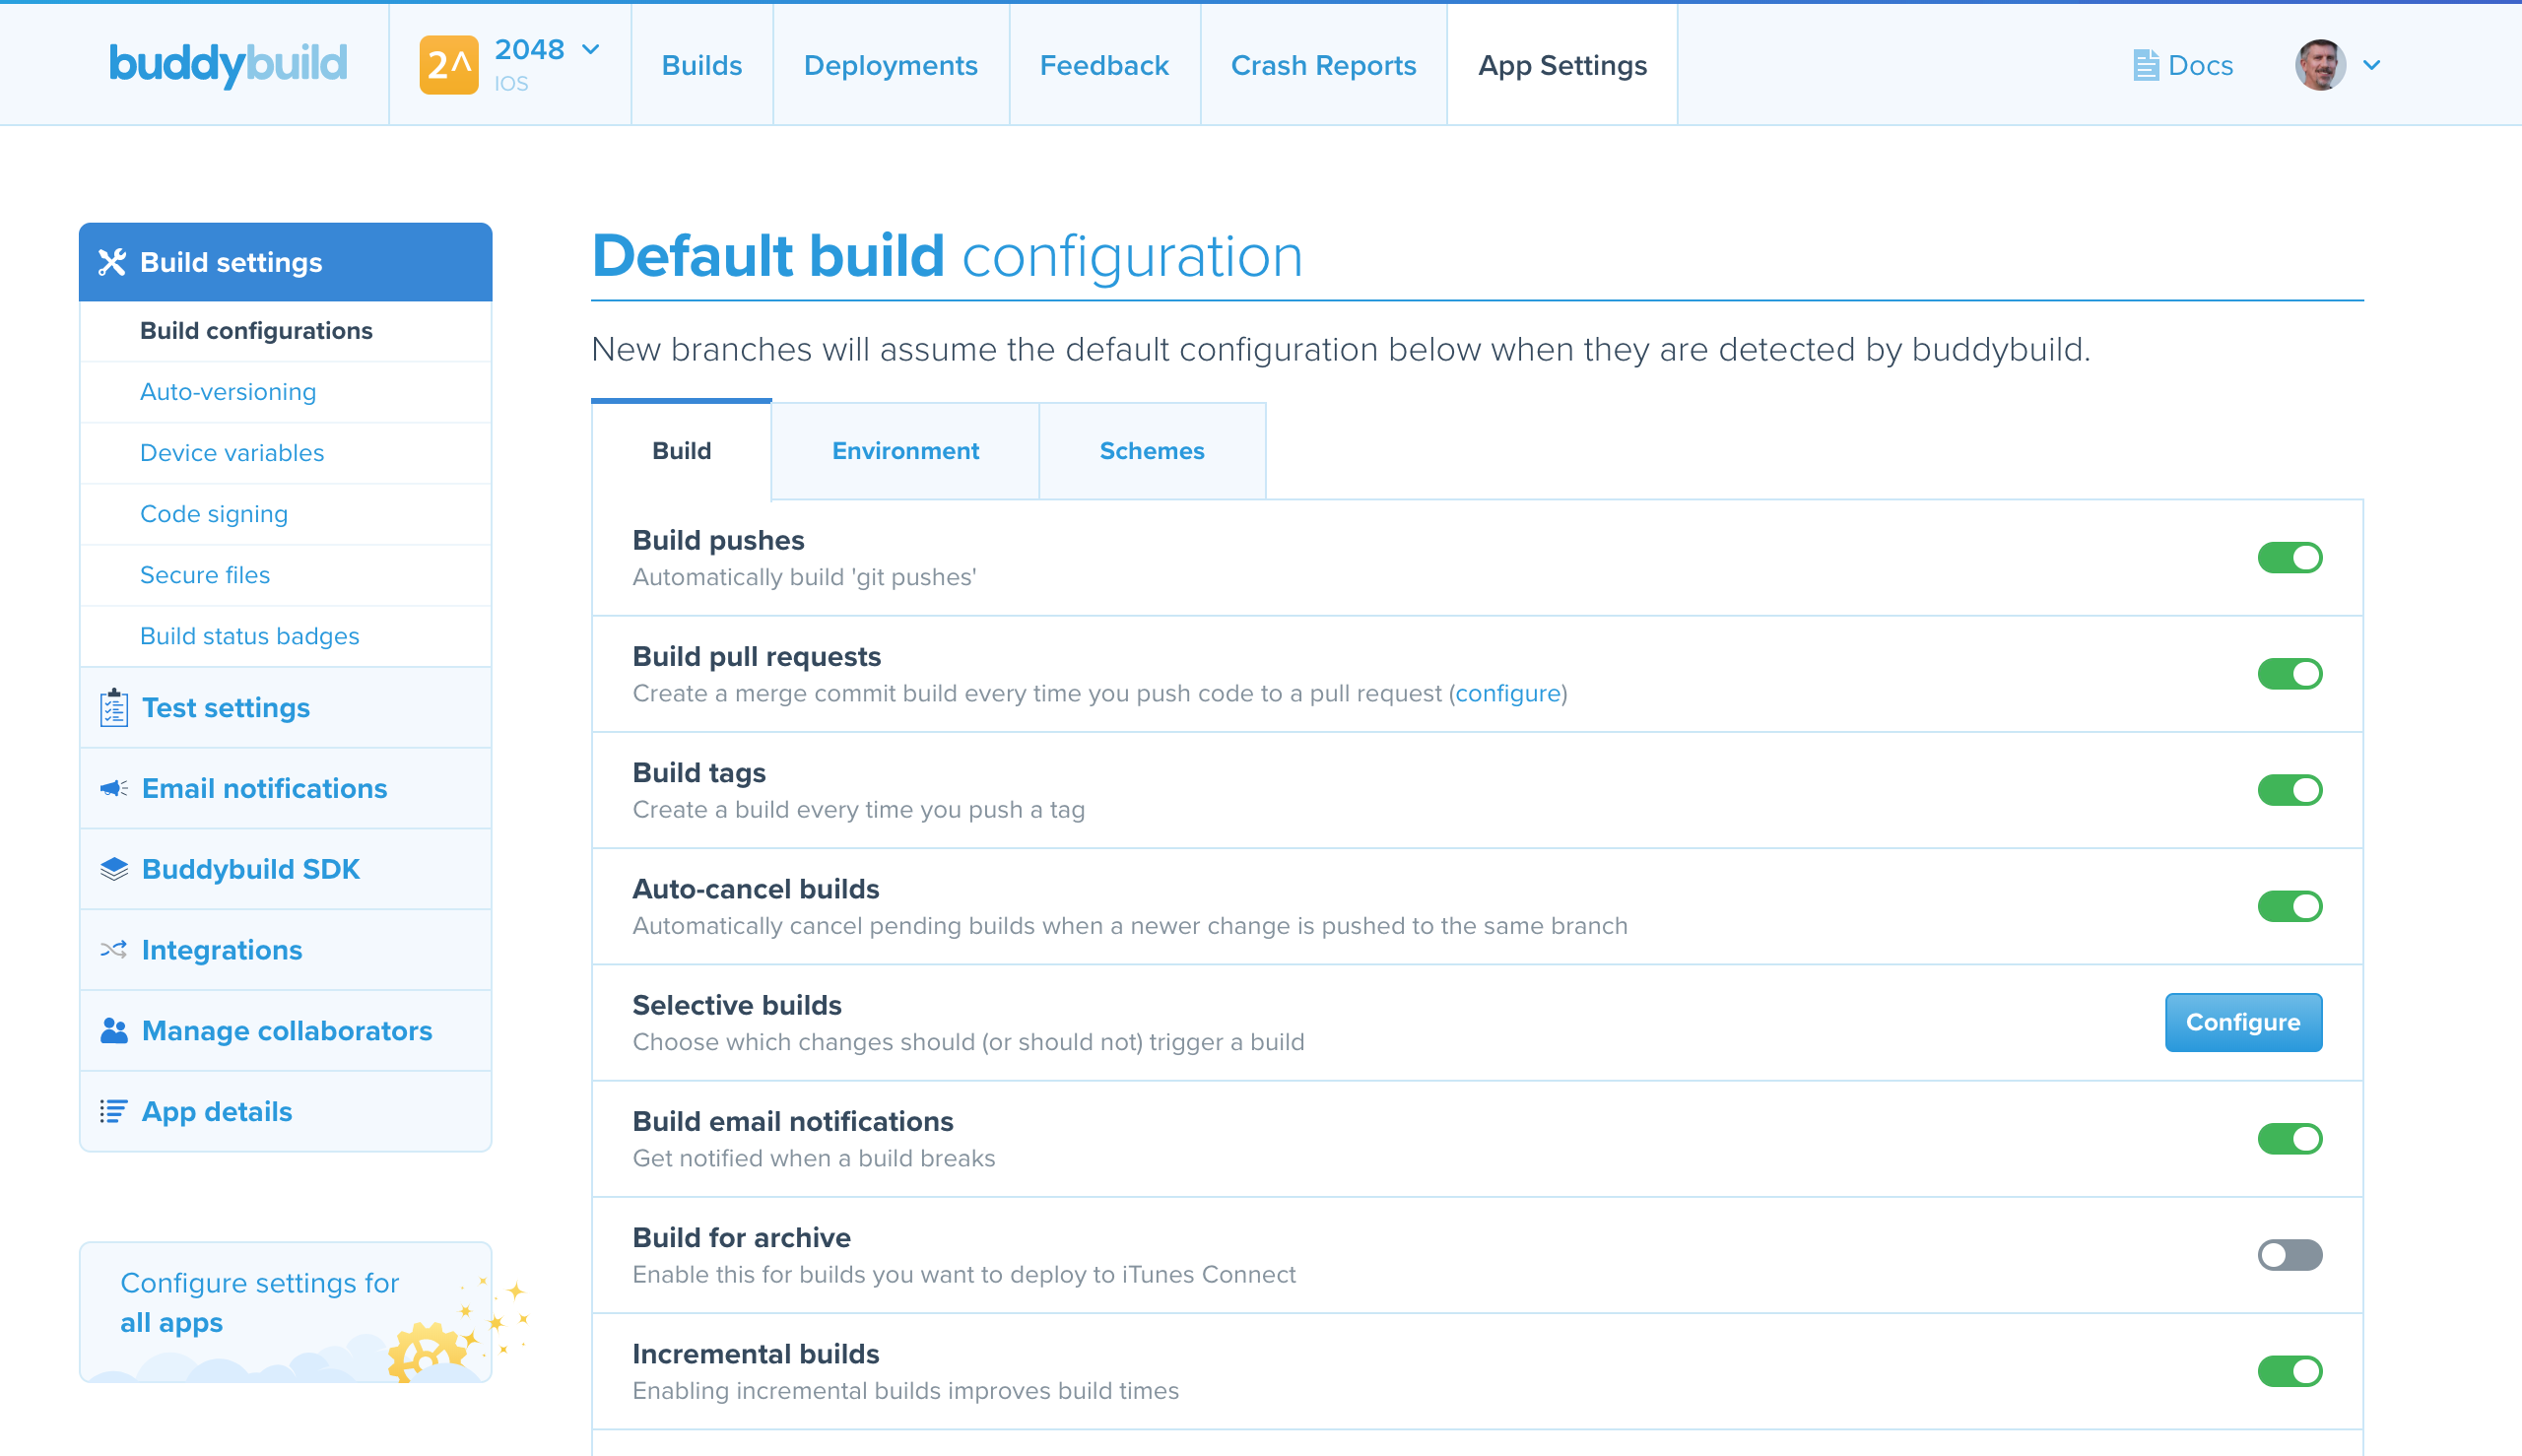 buddybuild
2^
2048
IOS
Builds
Deployments
Feedback
Crash Reports
App Settings
Docs
Build settings
Build configurations
Auto-versioning
Device variables
Code signing
Secure files
Build status badges
Test settings
Email notifications
Buddybuild SDK
Integrations
Manage collaborators
App details
Configure settings for
all apps
Default build configuration
New branches will assume the default configuration below when they are detected by buddybuild.
Build
Environment
Schemes
Build pushes
Automatically build 'git pushes'
Build pull requests
Create a merge commit build every time you push code to a pull request (configure)
Build tags
Create a build every time you push a tag
Auto-cancel builds
Automatically cancel pending builds when a newer change is pushed to the same branch
Selective builds
Choose which changes should (or should not) trigger a build
Configure
Build email notifications
Get notified when a build breaks
Build for archive
Enable this for builds you want to deploy to iTunes Connect
Incremental builds
Enabling incremental builds improves build times